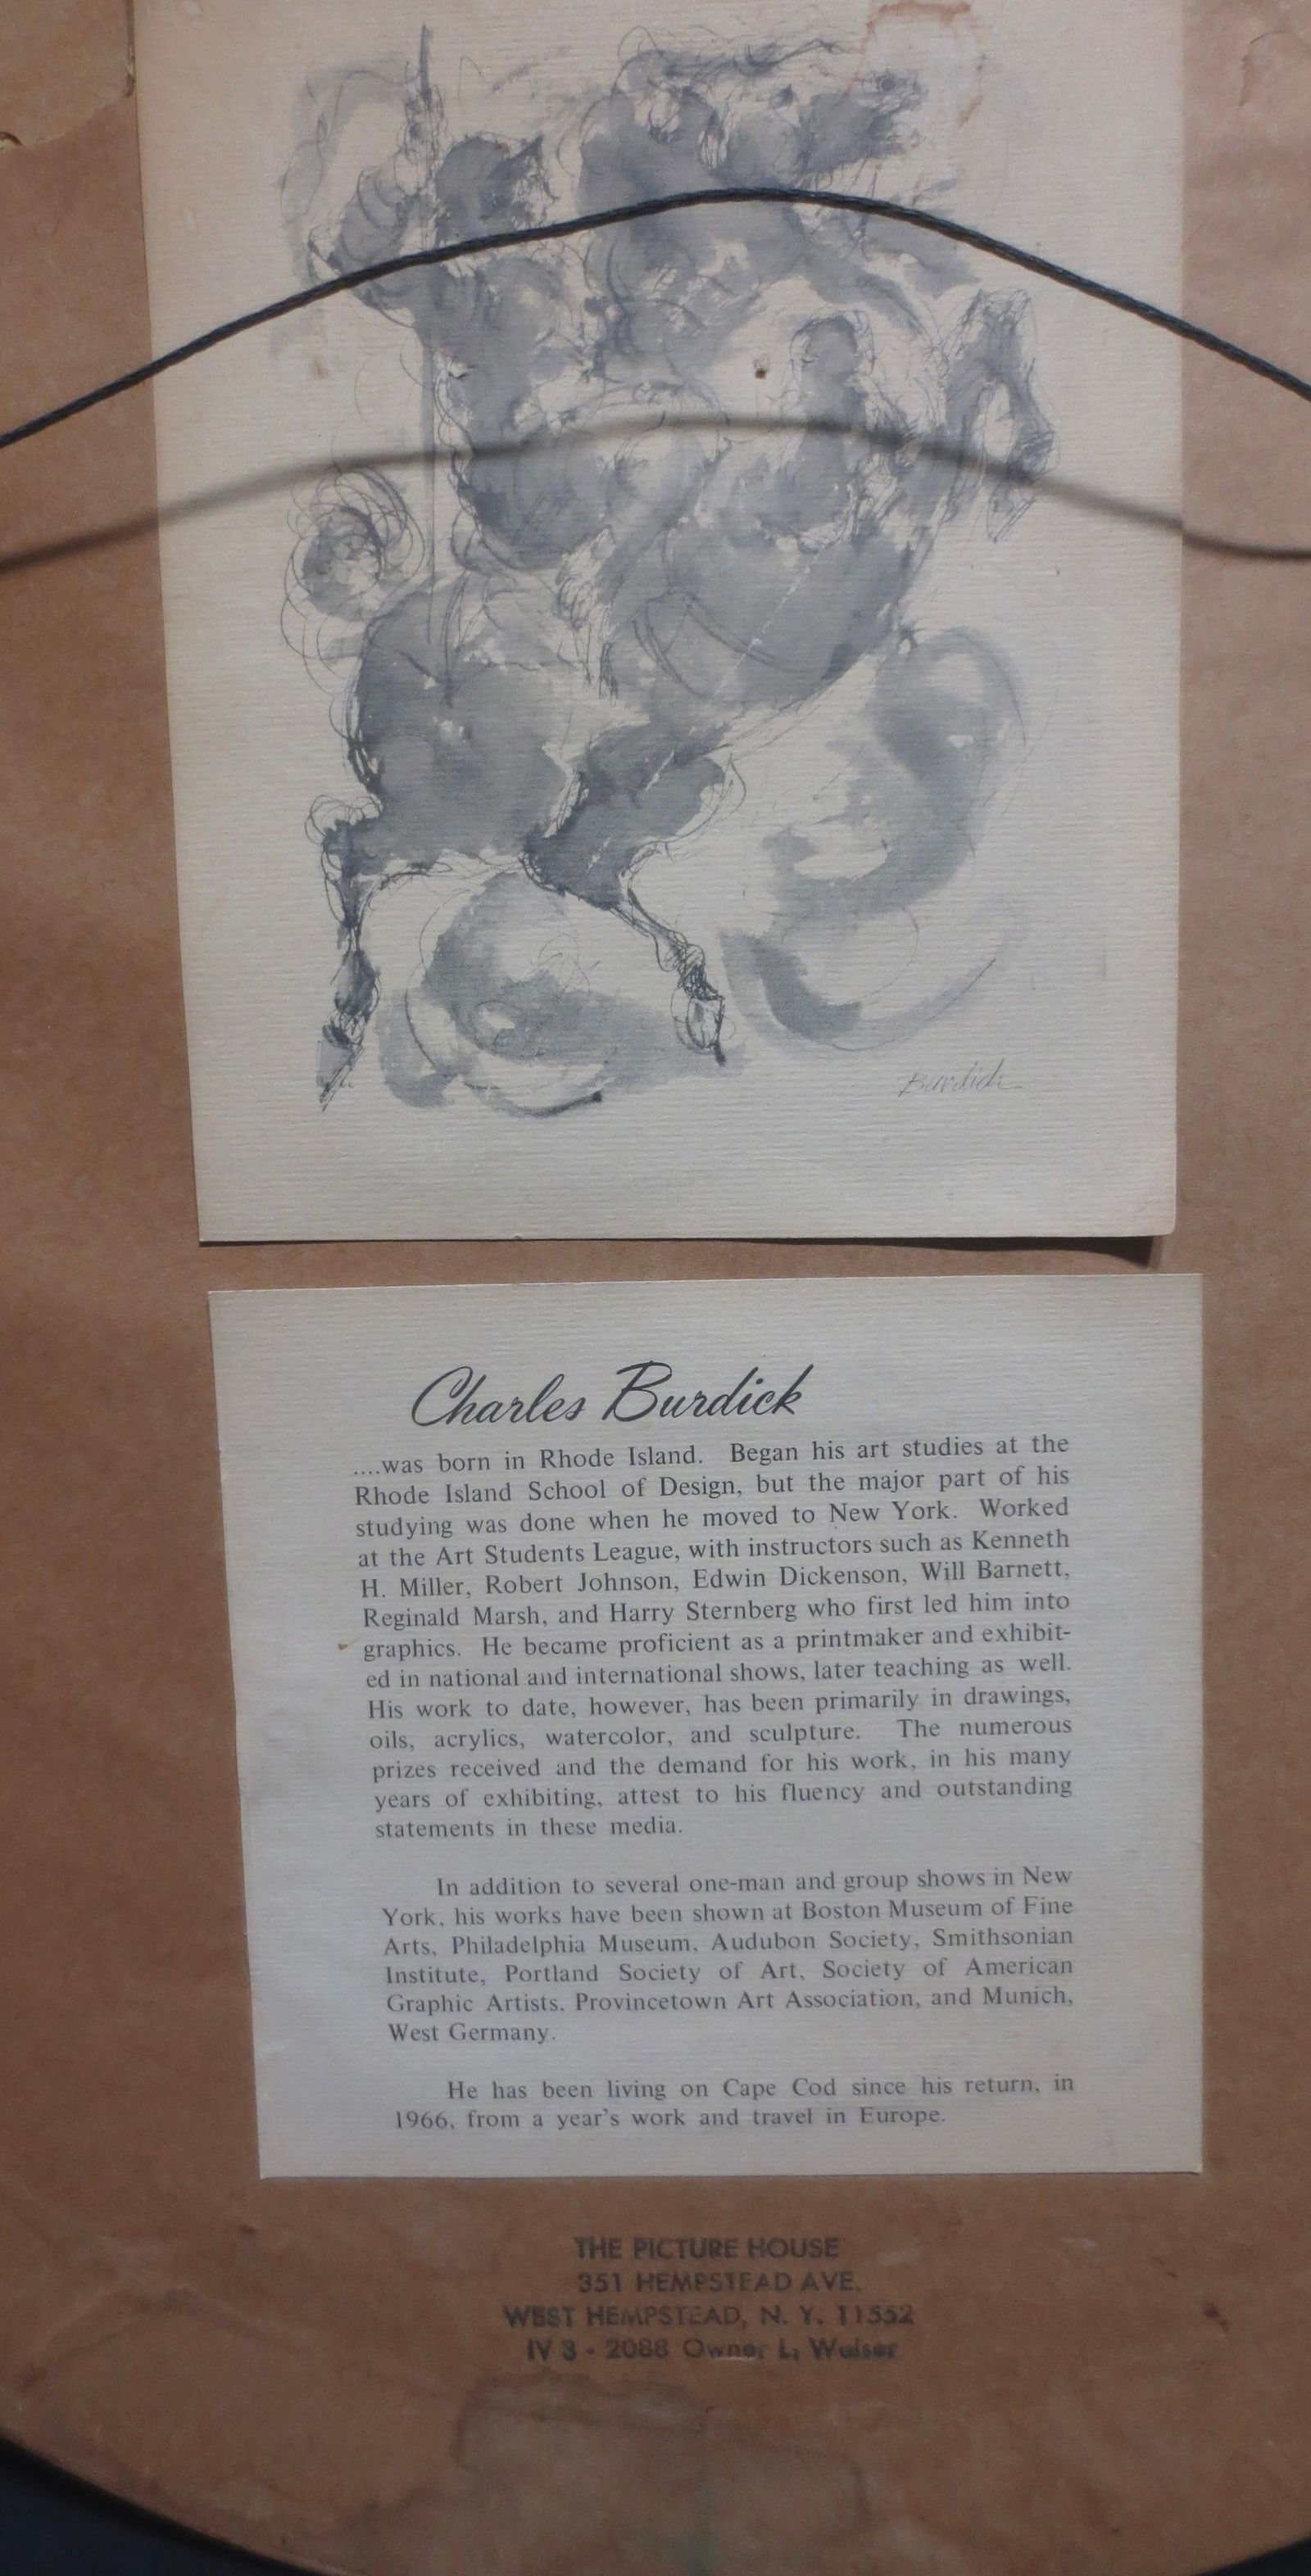 Burdick
Charles Burdick
....was born in Rhode Island. Began his art studies at the
Rhode Island School of Design, but the major part of his
studying was done when he moved to New York. Worked
at the Art Students League, with instructors such as Kenneth
H. Miller, Robert Johnson, Edwin Dickenson, Will Barnett,
Reginald Marsh, and Harry Sternberg who first led him into
graphics. He became proficient as a printmaker and exhibit-
ed in national and international shows, later teaching as well.
His work to date, however, has been primarily in drawings,
oils, acrylics, watercolor, and sculpture. The numerous
prizes received and the demand for his work, in his many
years of exhibiting, attest to his fluency and outstanding
statements in these media.
In addition to several one-man and group shows in New
York, his works have been shown at Boston Museum of Fine
Arts, Philadelphia Museum, Audubon Society, Smithsonian
Institute, Portland Society of Art, Society of American
Graphic Artists, Provincetown Art Association, and Munich,
West Germany.
He has been living on Cape Cod since his return, in
1966, from a year's work and travel in Europe.
THE PICTURE HOUSE
351 HEMPSTEAD AVE.
WEST HEMPSTEAD, N. Y. 11552
IV 3 - 2088 Owner L. Weiser